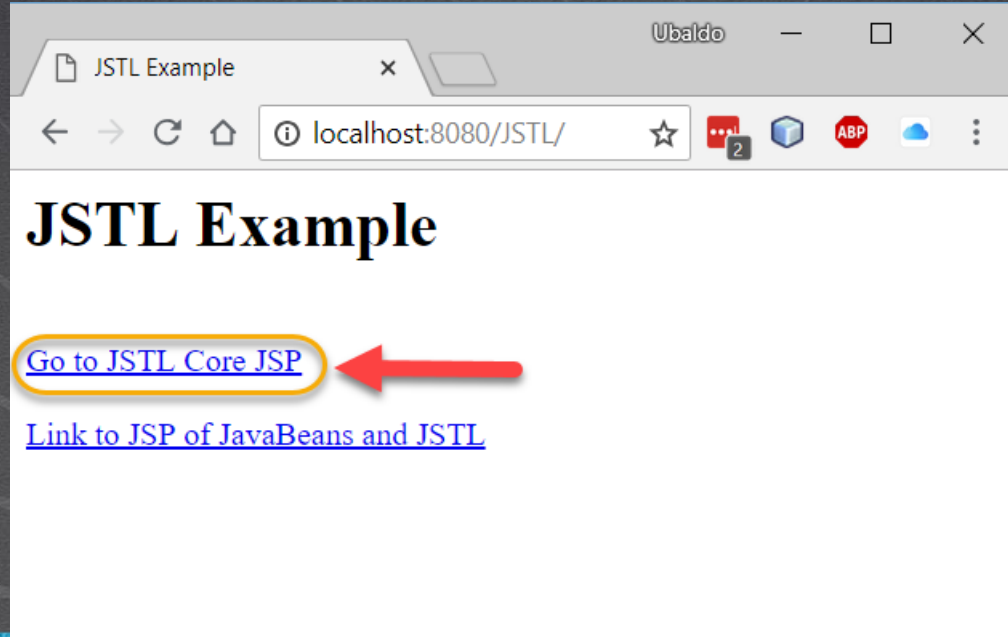 Ubaldo
JSTL Example
localhost:8080/JSTL/
2
ABP
JSTL Example
Go to JSTL Core JSP
Link to JSP of JavaBeans and JSTL